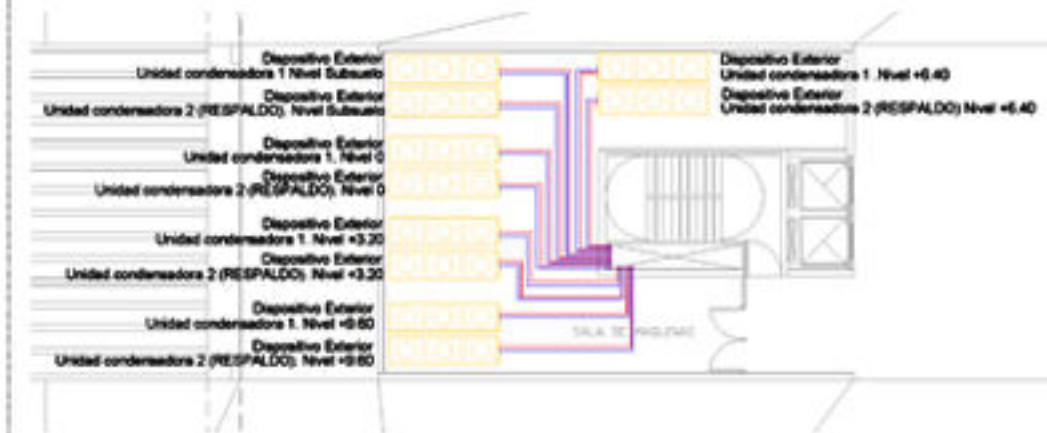 Dispositivo Exterior
Unidad condensadora 1 Nivel Subsuelo
Dispositivo Exterior
Unidad condensadora 2 (RESPALDO). Nivel Subsuelo
Dispositivo Exterior
Unidad condensadora 1. Nivel 0
Dispositivo Exterior
Unidad condensadora 2 (RESPALDO). Nivel 0
Dispositivo Exterior
Unidad condensadora 1. Nivel +3.20
Dispositivo Exterior
Unidad condensadora 2 (RESPALDO). Nivel +3.20
Dispositivo Exterior
Unidad condensadora 1. Nivel +9.60
Dispositivo Exterior
Unidad condensadora 2 (RESPALDO). Nivel +9.60
Dispositivo Exterior
Unidad condensadora 1 .Nivel +6.40
Dispositivo Exterior
Unidad condensadora 2 (RESPALDO) Nivel +6.40
SALA DE MAQUINAS